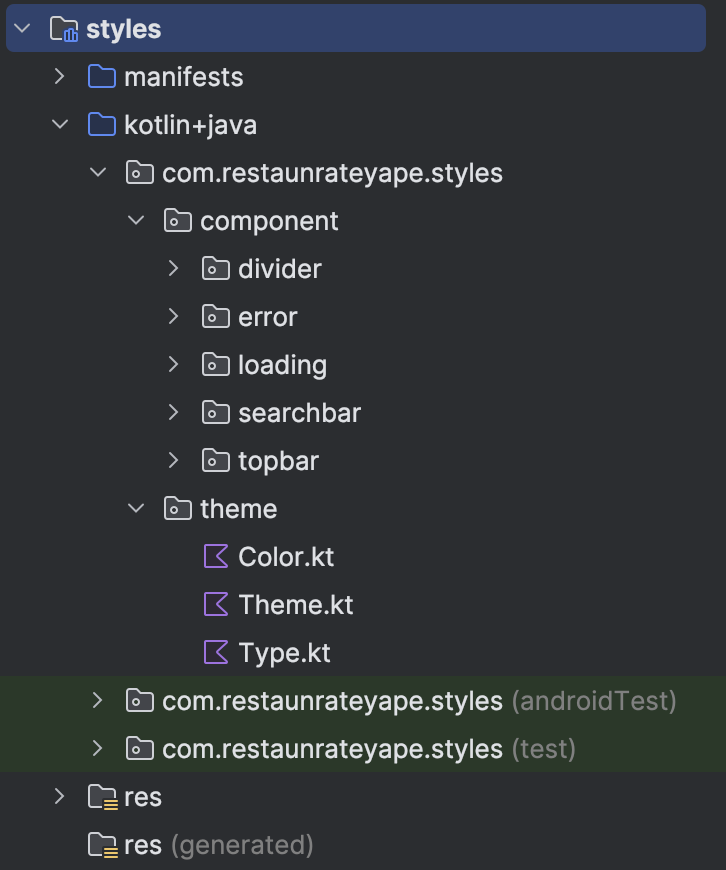 styles
manifests
kotlin+java
com.restaunrateyape.styles
component
divider
error
loading
searchbar
topbar
theme
Color.kt
Theme.kt
Type.kt
com.restaunrateyape.styles (androidTest)
com.restaunrateyape.styles (test)
res
res (generated)